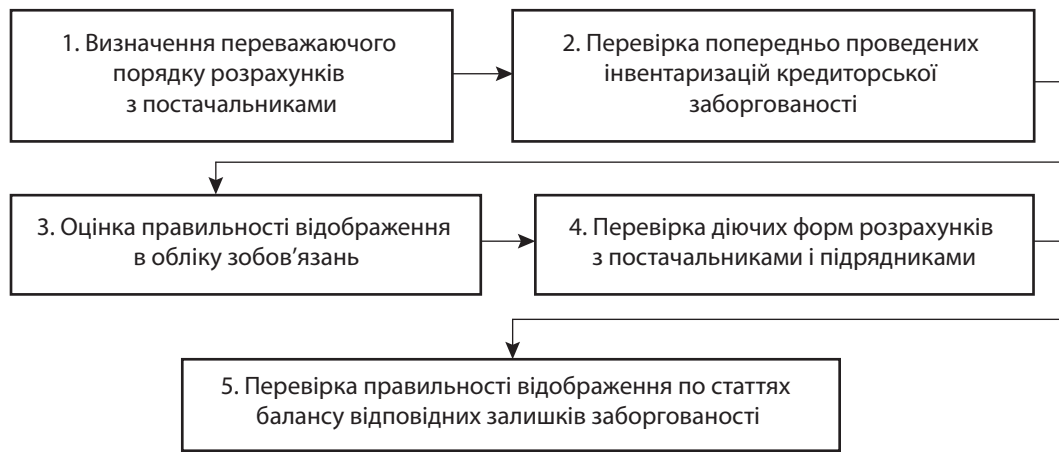 1. Визначення переважаючого
порядку розрахунків
з постачальниками
2. Перевірка попередньо проведених
інвентаризацій кредиторської
заборгованості
3. Оцінка правильності відображення
в обліку зобов’язань
4. Перевірка діючих форм розрахунків
з постачальниками і підрядниками
5. Перевірка правильності відображення по статтях
балансу відповідних залишків заборгованості